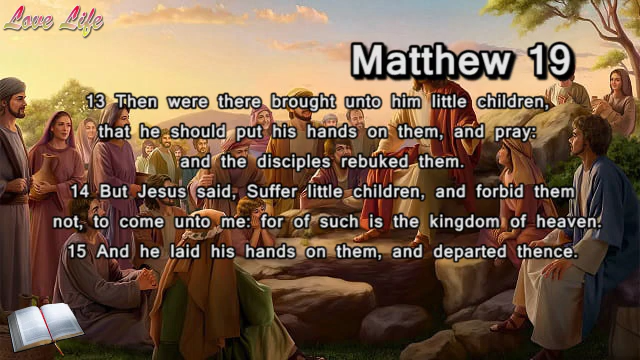 Love Life
Matthew 19
13 Then were there brought unto him little children,
that he should put his hands on them, and pray:
and the disciples rebuked them.
14 But Jesus said, Suffer little children, and forbid them
not, to come unto me: for of such is the kingdom of heaven.
15 And he laid his hands on them, and departed thence.